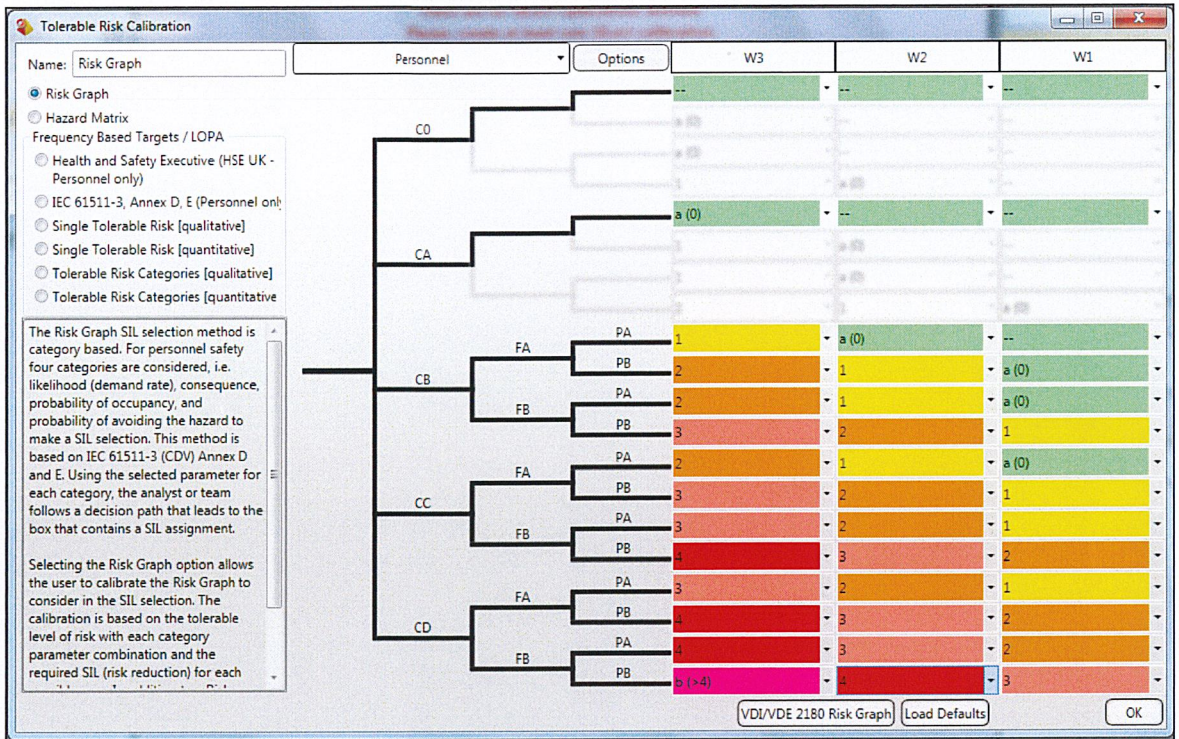 Tolerable Risk Calibration
Name: Risk Graph
Personnel Options W3 W2 W1
Risk Graph
Hazard Matrix
Frequency Based Targets / LOPA
Health and Safety Executive (HSE UK -
Personnel only)
IEC 61511-3, Annex D, E (Personnel onl
Single Tolerable Risk [qualitative]
Single Tolerable Risk [quantitative]
Tolerable Risk Categories [qualitative]
Tolerable Risk Categories [quantitative
The Risk Graph SIL selection method is
category based. For personnel safety
four categories are considered, i.e.
likelihood (demand rate), consequence,
probability of occupancy, and
probability of avoiding the hazard to
make a SIL selection. This method is
based on IEC 61511-3 (CDV) Annex D
and E. Using the selected parameter for
each category, the analyst or team
follows a decision path that leads to the
box that contains a SIL assignment.
Selecting the Risk Graph option allows
the user to calibrate the Risk Graph to
consider in the SIL selection. The
calibration is based on the tolerable
level of risk with each category
parameter combination and the
required SIL (risk reduction) for each
C0
-- -- --
a (0) -- --
a (0) -- --
1 a (0) --
CA
a (0) -- --
1 a (0) --
1 a (0) --
2 1 a (0)
CB
FA
PA 1 a (0) --
PB 2 1 a (0)
FB
PA 2 1 a (0)
PB 3 2 1
CC
FA
PA 2 1 a (0)
PB 3 2 1
FB
PA 3 2 1
PB 4 3 2
CD
FA
PA 3 2 1
PB 4 3 2
FB
PA 4 3 2
PB b (>4) 4 3
VDI/VDE 2180 Risk Graph Load Defaults OK